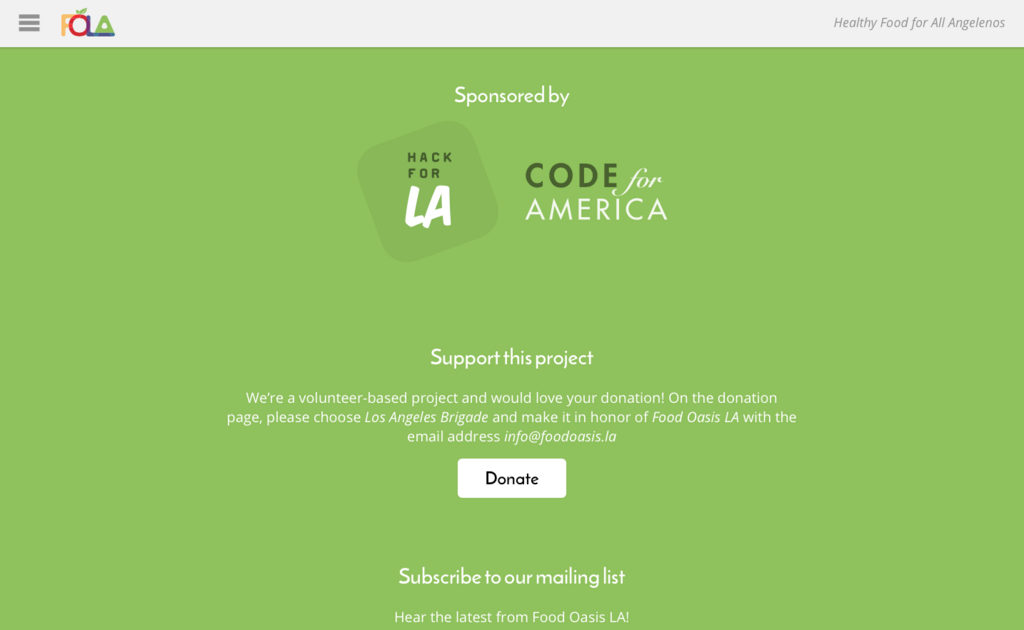 FOLA
Healthy Food for All Angelenos
Sponsored by
HACK
FOR
LA
CODE for
AMERICA
Support this project
We’re a volunteer-based project and would love your donation! On the donation
page, please choose Los Angeles Brigade and make it in honor of Food Oasis LA with the
email address info@foodoasis.la
Donate
Subscribe to our mailing list
Hear the latest from Food Oasis LA!